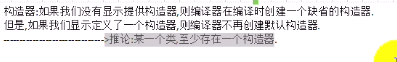 构造器:如果我们没有显示提供构造器,则编译器在编译时创建一个缺省的构造器.
但是,如果我们显示定义了一个构造器,则编译器不再创建默认构造器.
----------------------------->推论:某一个类,至少存在一个构造器.